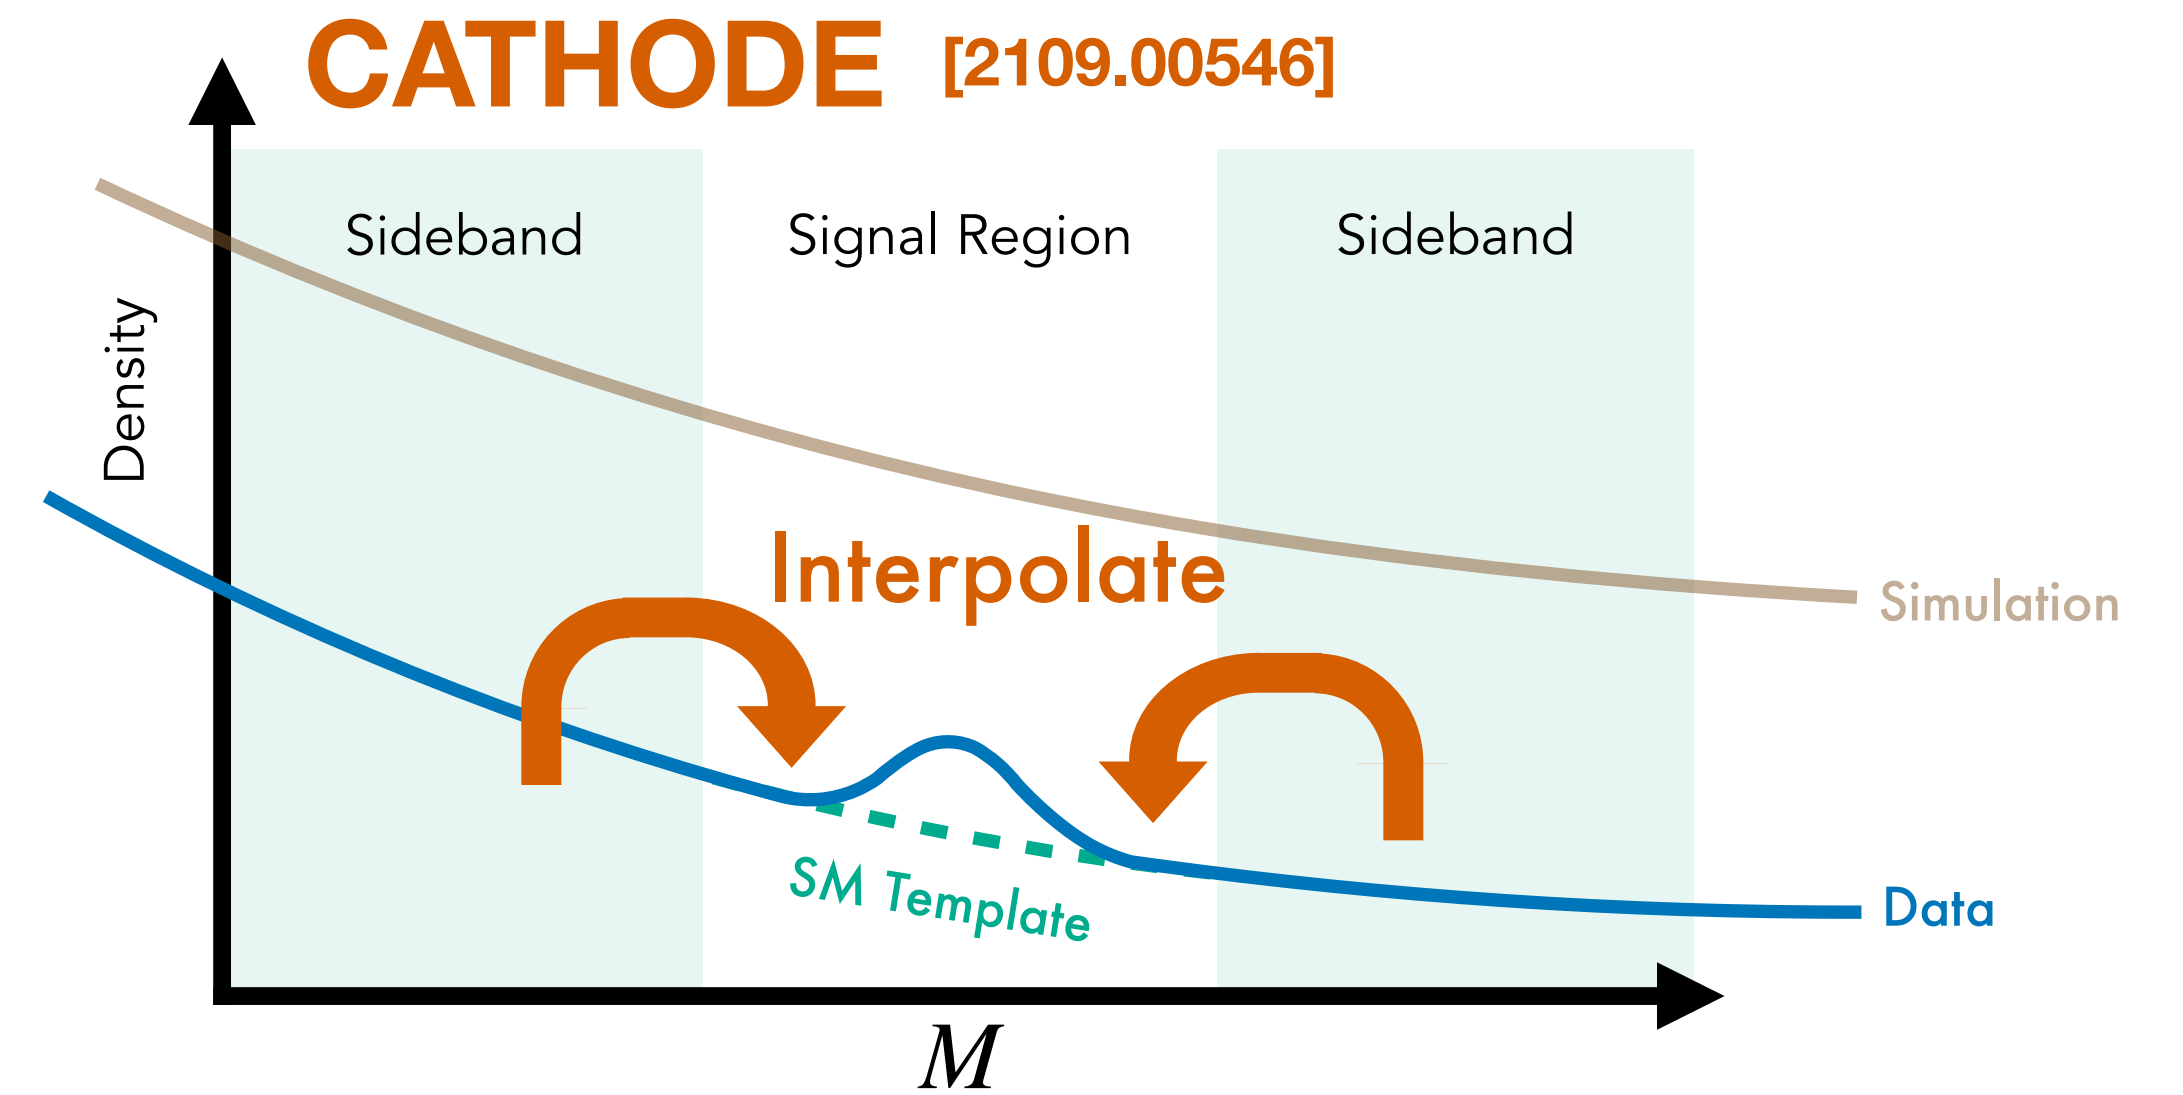 CATHODE [2109.00546]
Sideband
Signal Region
Sideband
Density
Interpolate
Simulation
SM Template
Data
M